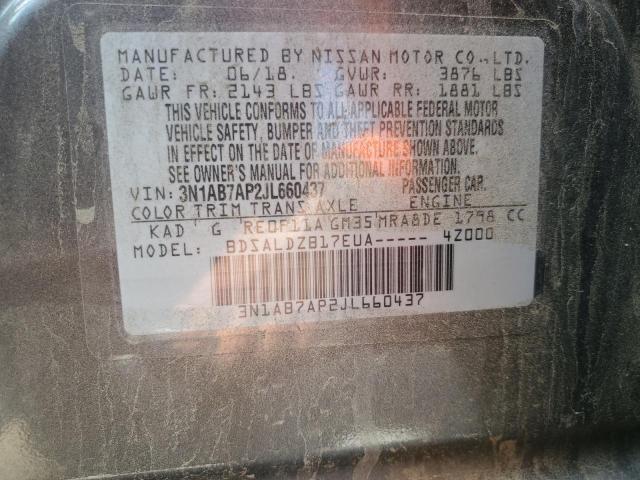 MANUFACTURED BY NISSAN MOTOR CO.,LTD.
DATE 06/18. GVWR: 3876 LBS
GAWR FR: 2143 LBS GAWR RR: 1881 LBS
THIS VEHICLE CONFORMS TO ALL APPLICABLE FEDERAL MOTOR
VEHICLE SAFETY, BUMPER AND THEFT PREVENTION STANDARDS
IN EFFECT ON THE DATE OF MANUFACTURE SHOWN ABOVE.
SEE OWNER'S MANUAL FOR ADDITIONAL INFORMATION.
VIN: 3N1AB7AP2JL660437 PASSENGER CAR.
COLOR TRIM TRANS AXLE ENGINE
KAD G RE0F11A GM35 MRA8DE 1798 CC
MODEL: BDSALDZB17EUA----- 4Z000
3N1AB7AP2JL660437